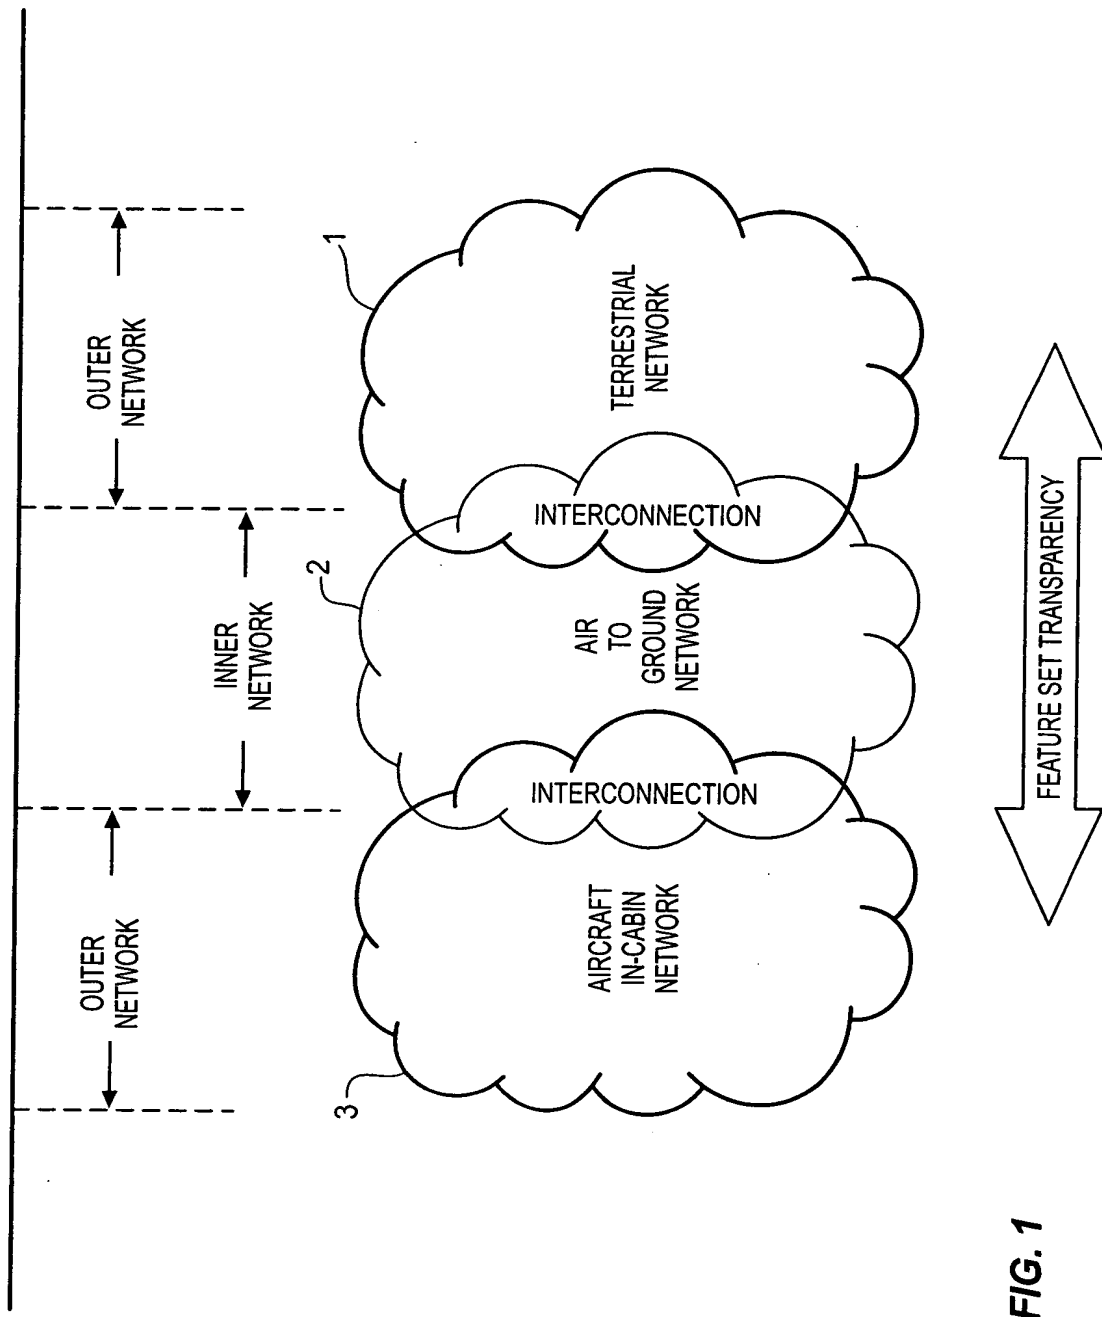 OUTER
NETWORK
INNER
NETWORK
OUTER
NETWORK
3
2
1
AIRCRAFT
IN-CABIN
NETWORK
INTERCONNECTION
AIR
TO
GROUND
NETWORK
INTERCONNECTION
TERRESTRIAL
NETWORK
FEATURE SET TRANSPARENCY
FIG. 1